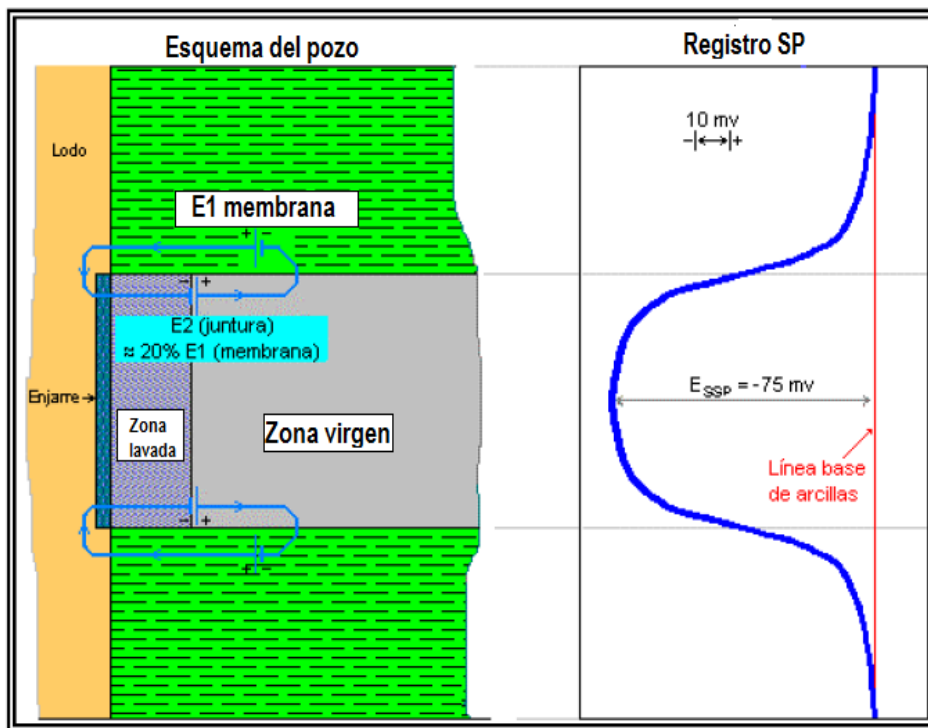 Esquema del pozo
Registro SP
Lodo
10 mv
-|↔|+
E1 membrana
+ -
- +
E2 (juntura)
≈ 20% E1 (membrana)
Enjarre
Zona
lavada
Zona virgen
E_SSP = -75 mv
Línea base
de arcillas
- +
+ -